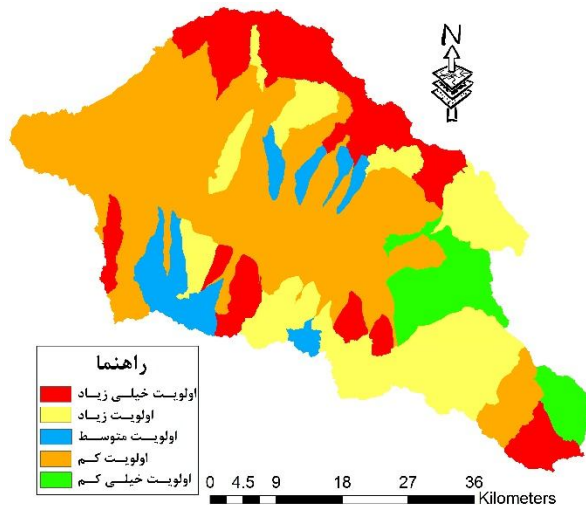 N
راهنما
اولویت خیلی زیاد
اولویت زیاد
اولویت متوسط
اولویت کم
اولویت خیلی کم
0 4.5 9 18 27 36
Kilometers